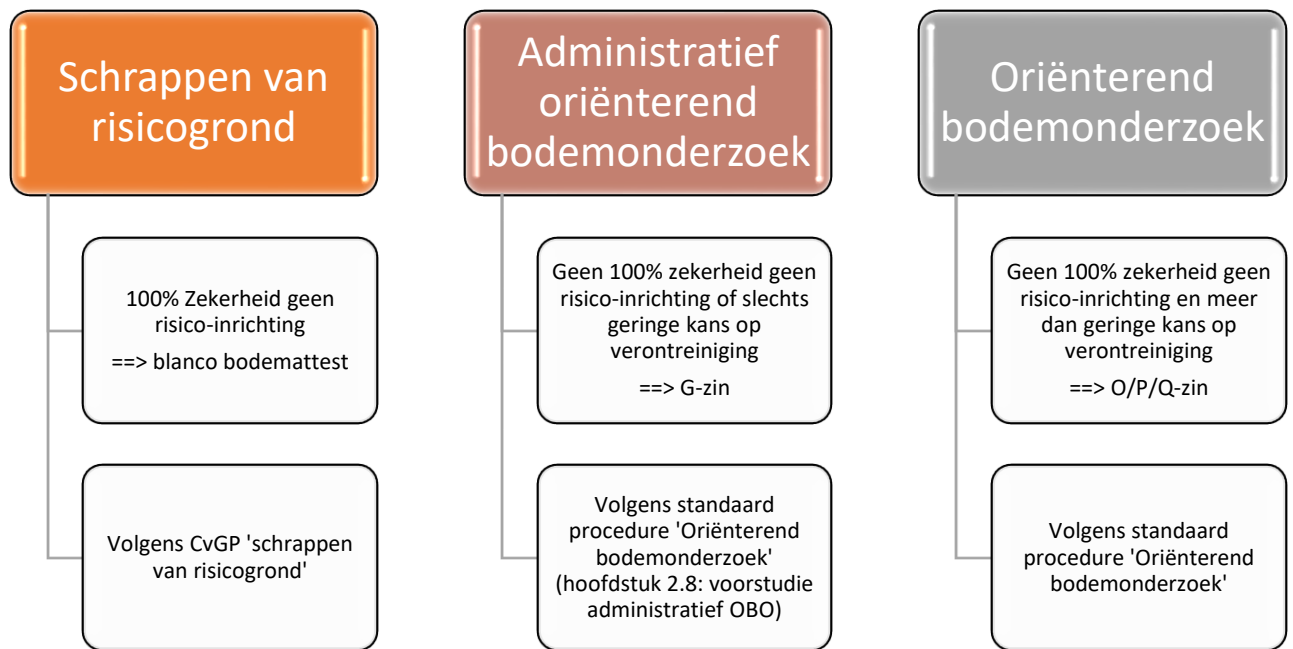 Schrappen van
risicogrond
100% Zekerheid geen
risico-inrichting
==> blanco bodemattest
Volgens CvGP 'schrappen
van risicogrond'
Administratief
oriënterend
bodemonderzoek
Geen 100% zekerheid geen
risico-inrichting of slechts
geringe kans op
verontreiniging
==> G-zin
Volgens standaard
procedure 'Oriënterend
bodemonderzoek'
(hoofdstuk 2.8: voorstudie
administratief OBO)
Oriënterend
bodemonderzoek
Geen 100% zekerheid geen
risico-inrichting en meer
dan geringe kans op
verontreiniging
==> O/P/Q-zin
Volgens standaard
procedure 'Oriënterend
bodemonderzoek'